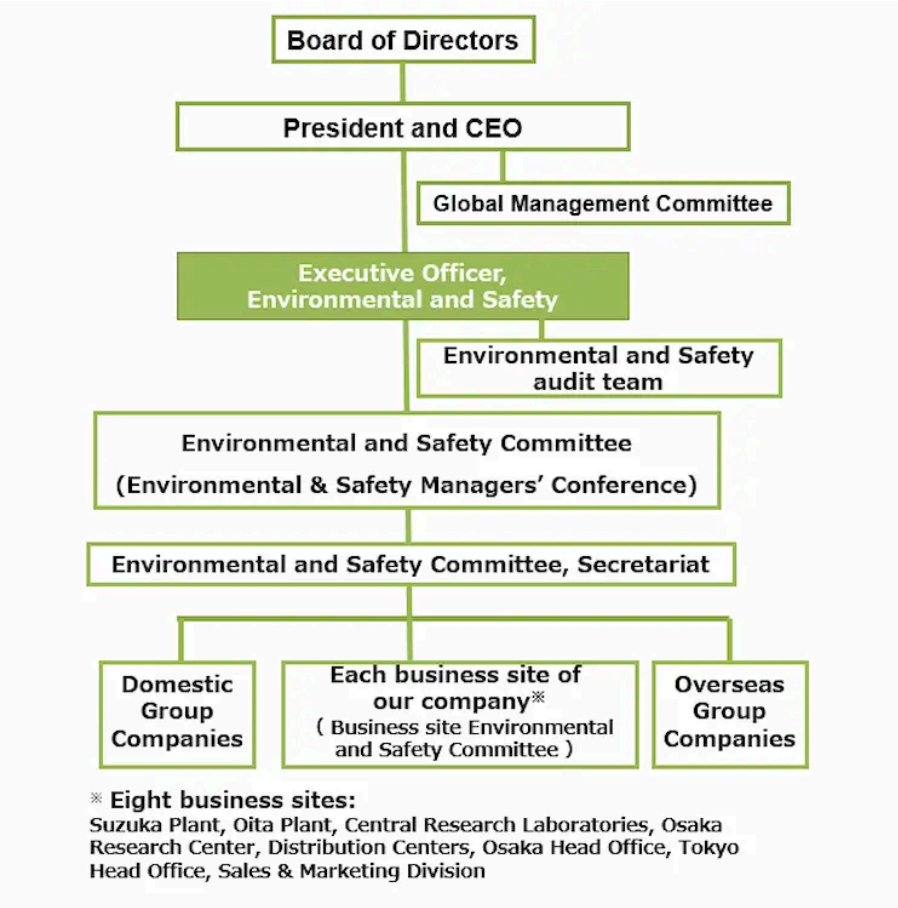 Board of Directors
President and CEO
Global Management Committee
Executive Officer,
Environmental and Safety
Environmental and Safety
audit team
Environmental and Safety Committee
(Environmental & Safety Managers’ Conference)
Environmental and Safety Committee, Secretariat
Domestic
Group
Companies
Each business site of
our company※
( Business site Environmental
and Safety Committee )
Overseas
Group
Companies
※ Eight business sites:
Suzuka Plant, Oita Plant, Central Research Laboratories, Osaka
Research Center, Distribution Centers, Osaka Head Office, Tokyo
Head Office, Sales & Marketing Division